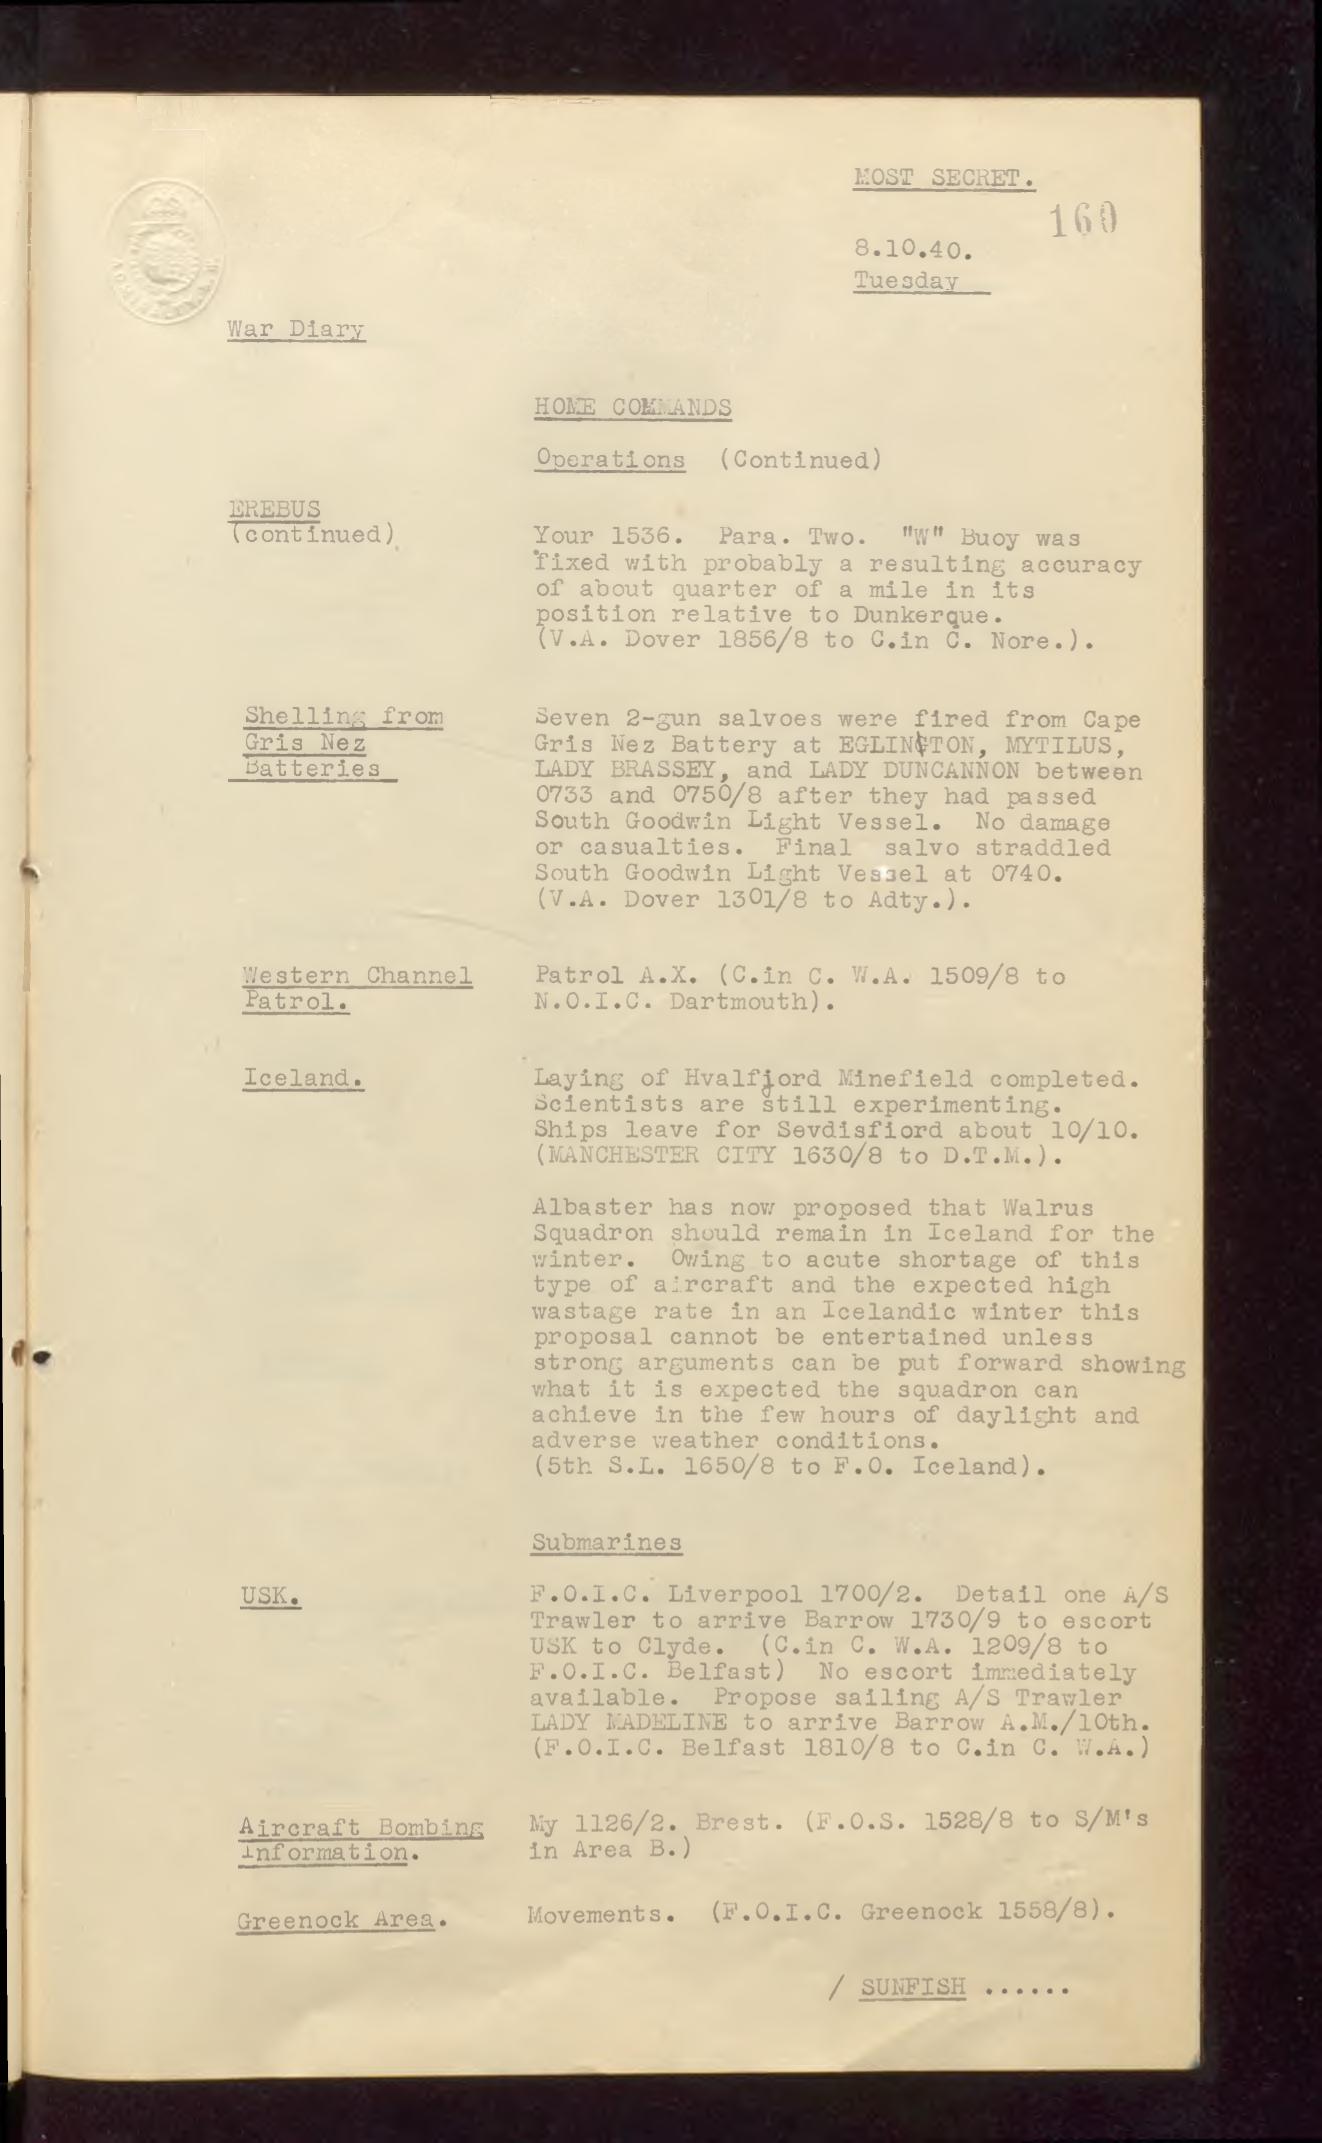 MOST SECRET.
160
8.10.40.
Tuesday
War Diary
HOME COMMANDS
Operations (Continued)
EREBUS
(continued)
Your 1536. Para. Two. "W" Buoy was
fixed with probably a resulting accuracy
of about quarter of a mile in its
position relative to Dunkerque.
(V.A. Dover 1856/8 to C.in C. Nore.).
Shelling from
Gris Nez
Batteries
Seven 2-gun salvoes were fired from Cape
Gris Nez Battery at EGLINTON, MYTILUS,
LADY BRASSEY, and LADY DUNCANNON between
0733 and 0750/8 after they had passed
South Goodwin Light Vessel. No damage
or casualties. Final salvo straddled
South Goodwin Light Vessel at 0740.
(V.A. Dover 1301/8 to Adty.).
Western Channel
Patrol.
Patrol A.X. (C.in C. W.A. 1509/8 to
N.O.I.C. Dartmouth).
Iceland.
Laying of Hvalfjord Minefield completed.
Scientists are still experimenting.
Ships leave for Sevdisfiord about 10/10.
(MANCHESTER CITY 1630/8 to D.T.M.).
Albaster has now proposed that Walrus
Squadron should remain in Iceland for the
winter. Owing to acute shortage of this
type of aircraft and the expected high
wastage rate in an Icelandic winter this
proposal cannot be entertained unless
strong arguments can be put forward showing
what it is expected the squadron can
achieve in the few hours of daylight and
adverse weather conditions.
(5th S.L. 1650/8 to F.O. Iceland).
Submarines
USK.
F.O.I.C. Liverpool 1700/2. Detail one A/S
Trawler to arrive Barrow 1730/9 to escort
USK to Clyde. (C.in C. W.A. 1209/8 to
F.O.I.C. Belfast) No escort immediately
available. Propose sailing A/S Trawler
LADY MADELINE to arrive Barrow A.M./10th.
(F.O.I.C. Belfast 1810/8 to C.in C. W.A.)
Aircraft Bombing
Information.
My 1126/2. Brest. (F.O.S. 1528/8 to S/M's
in Area B.)
Greenock Area.
Movements. (F.O.I.C. Greenock 1558/8).
/ SUNFISH ......